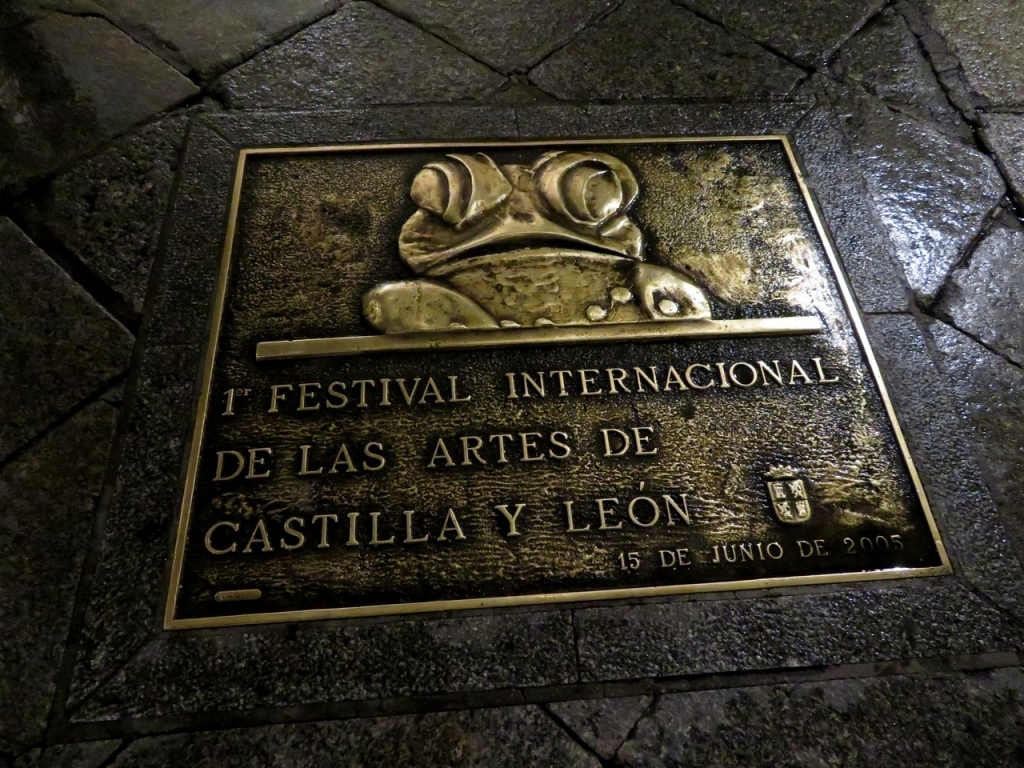 1er FESTIVAL INTERNACIONAL
DE LAS ARTES DE
CASTILLA Y LEÓN
15 DE JUNIO DE 2005